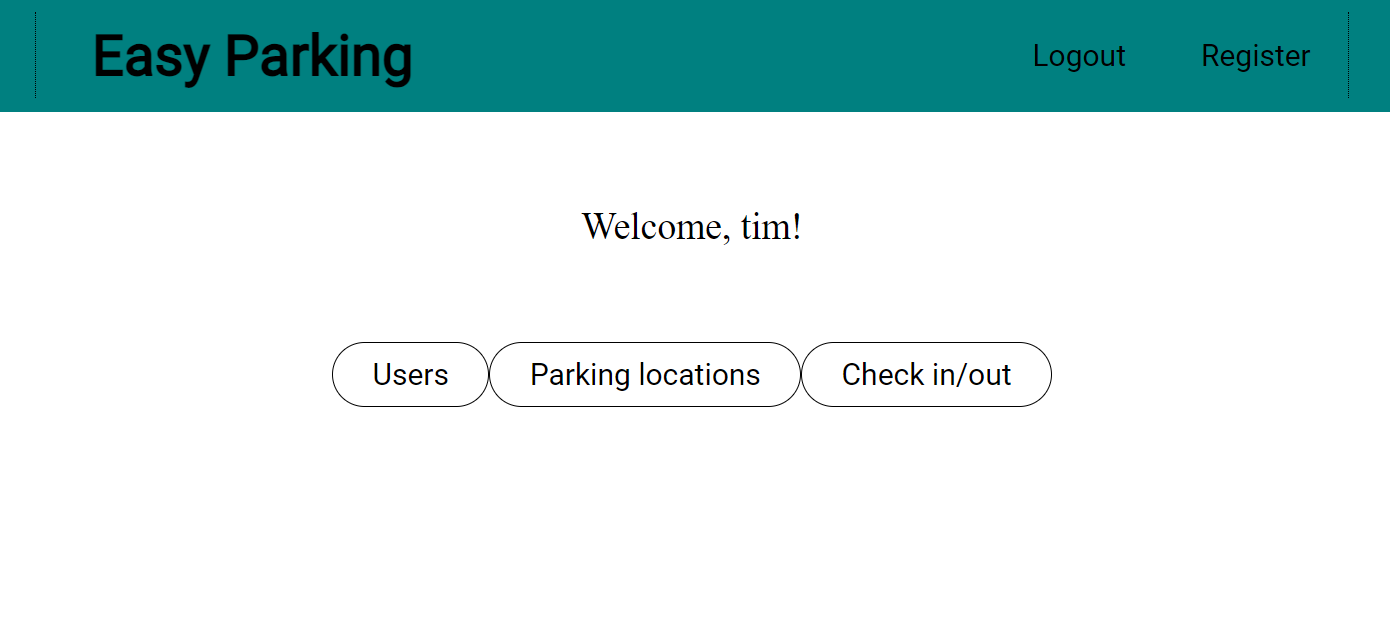 Easy Parking Logout Register
Welcome, tim!
Users Parking locations Check in/out